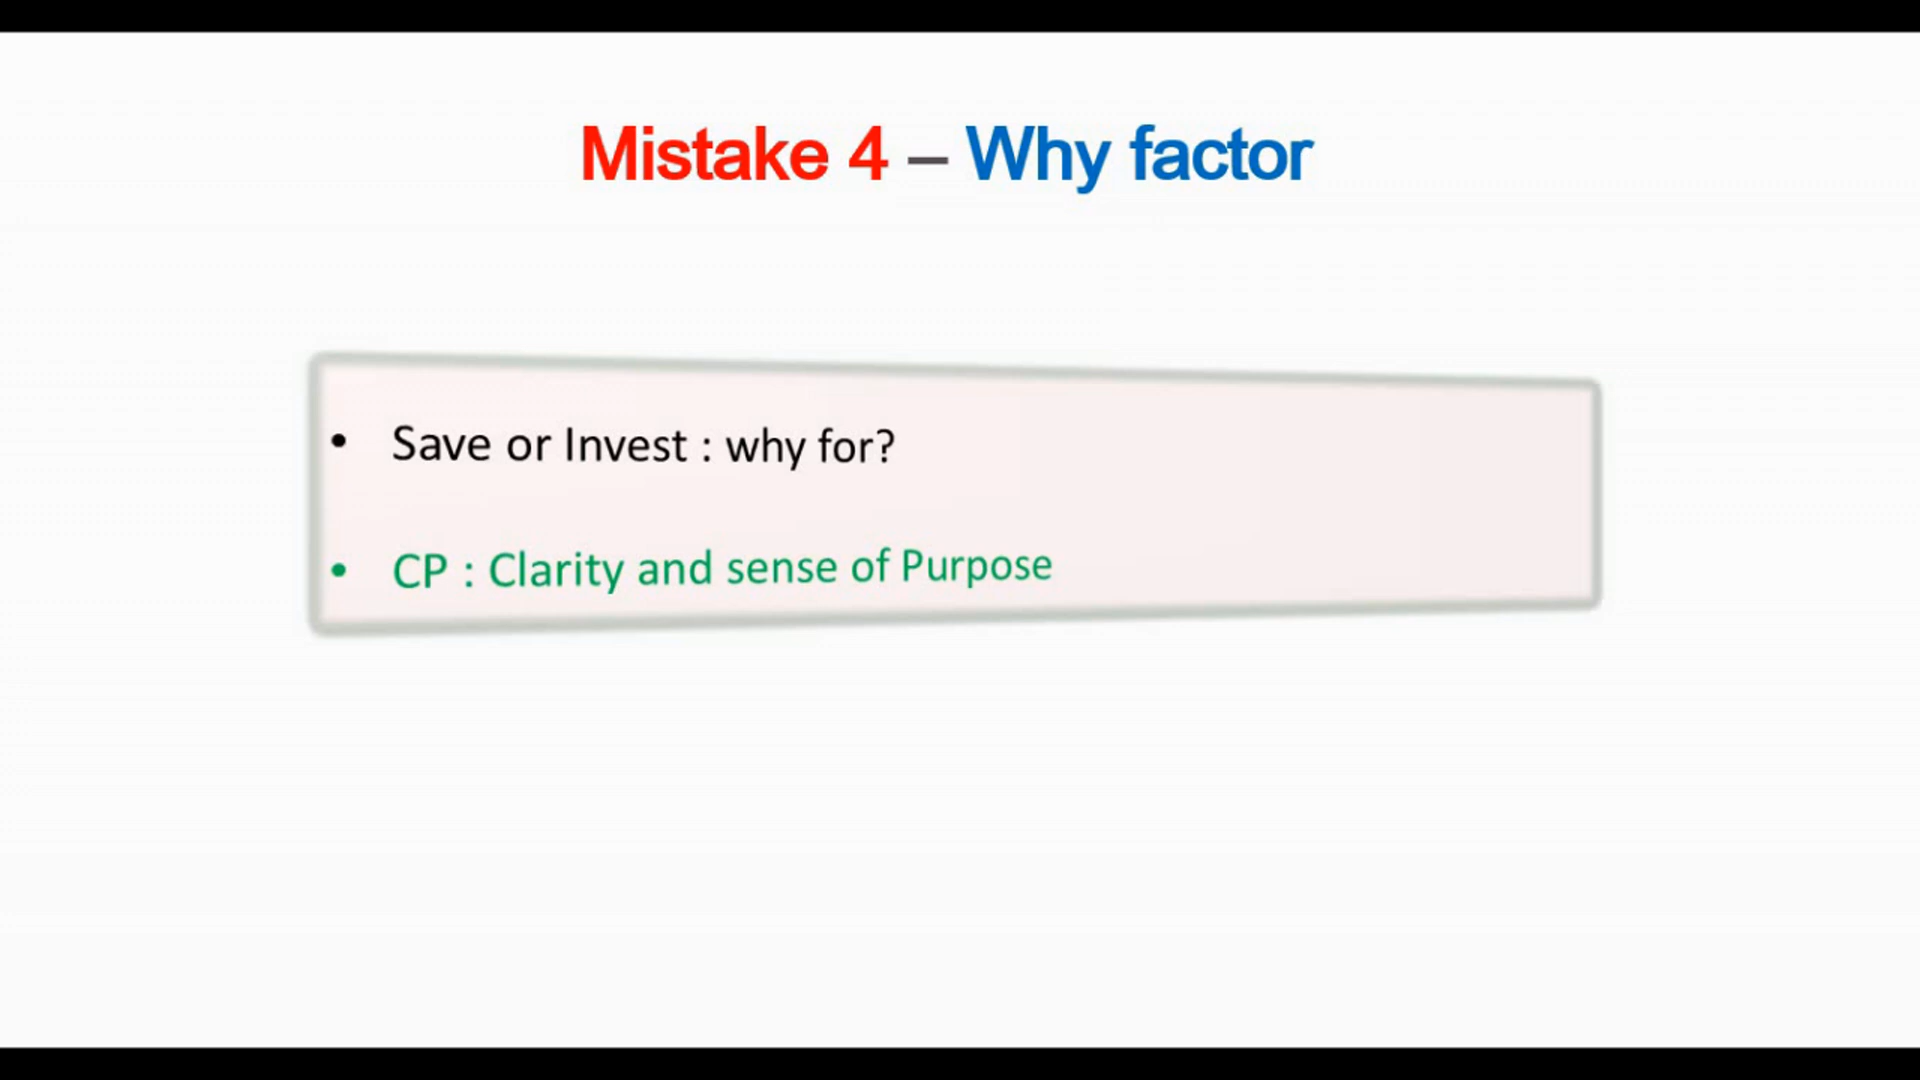 Mistake 4 – Why factor
• Save or Invest : why for?
• CP : Clarity and sense of Purpose